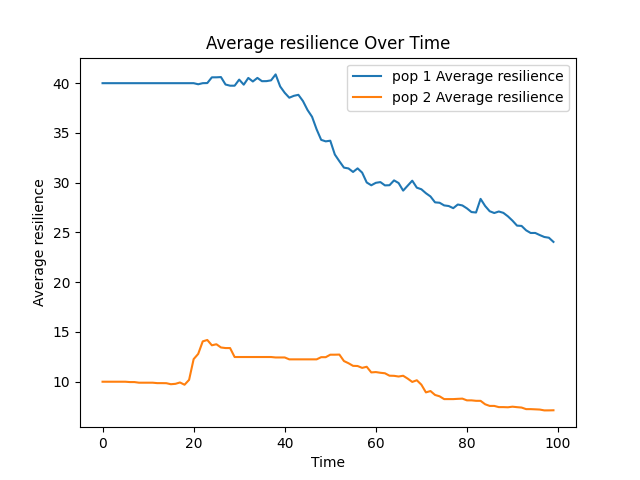 Average resilience Over Time
pop 1 Average resilience
pop 2 Average resilience
Average resilience
40
35
30
25
20
15
10
0 20 40 60 80 100
Time